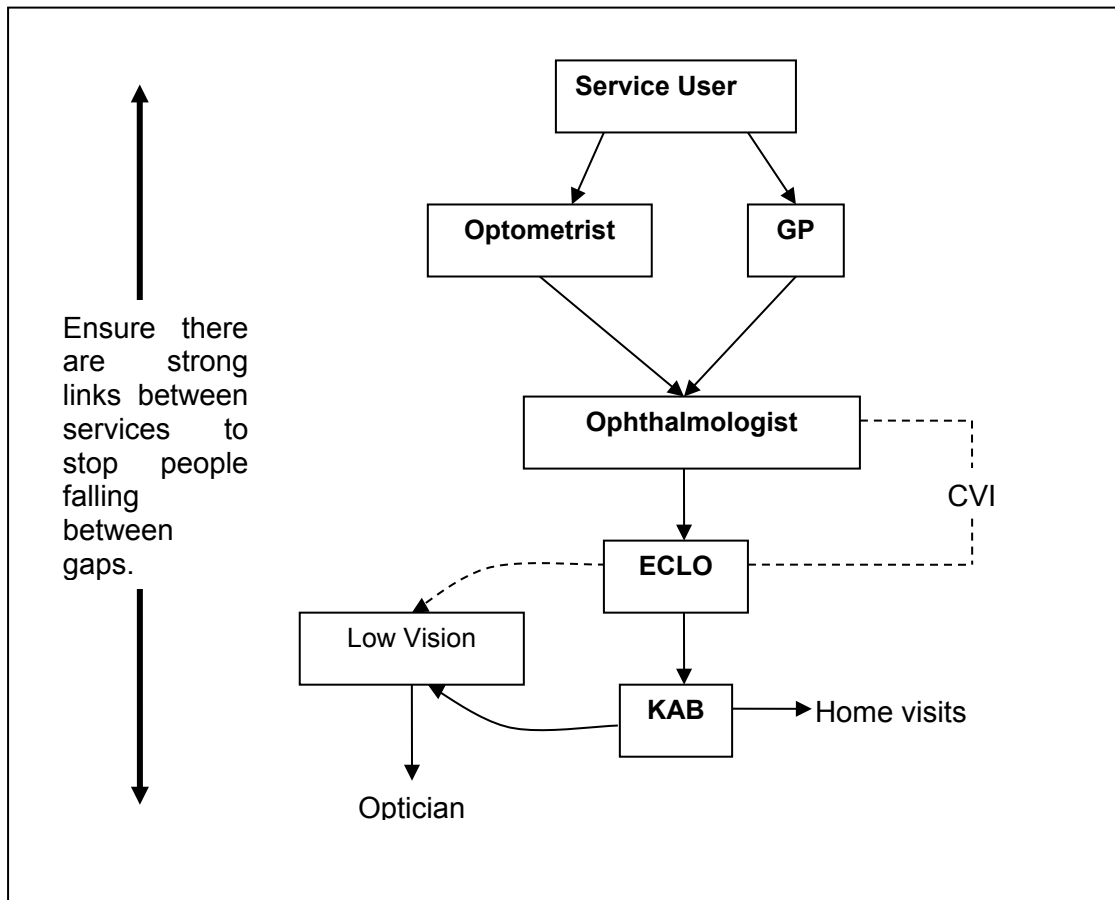 Service User
Optometrist
GP
Ensure there
are strong
links between
services to
stop people
falling
between
gaps.
Ophthalmologist
CVI
ECLO
Low Vision
KAB
Home visits
Optician